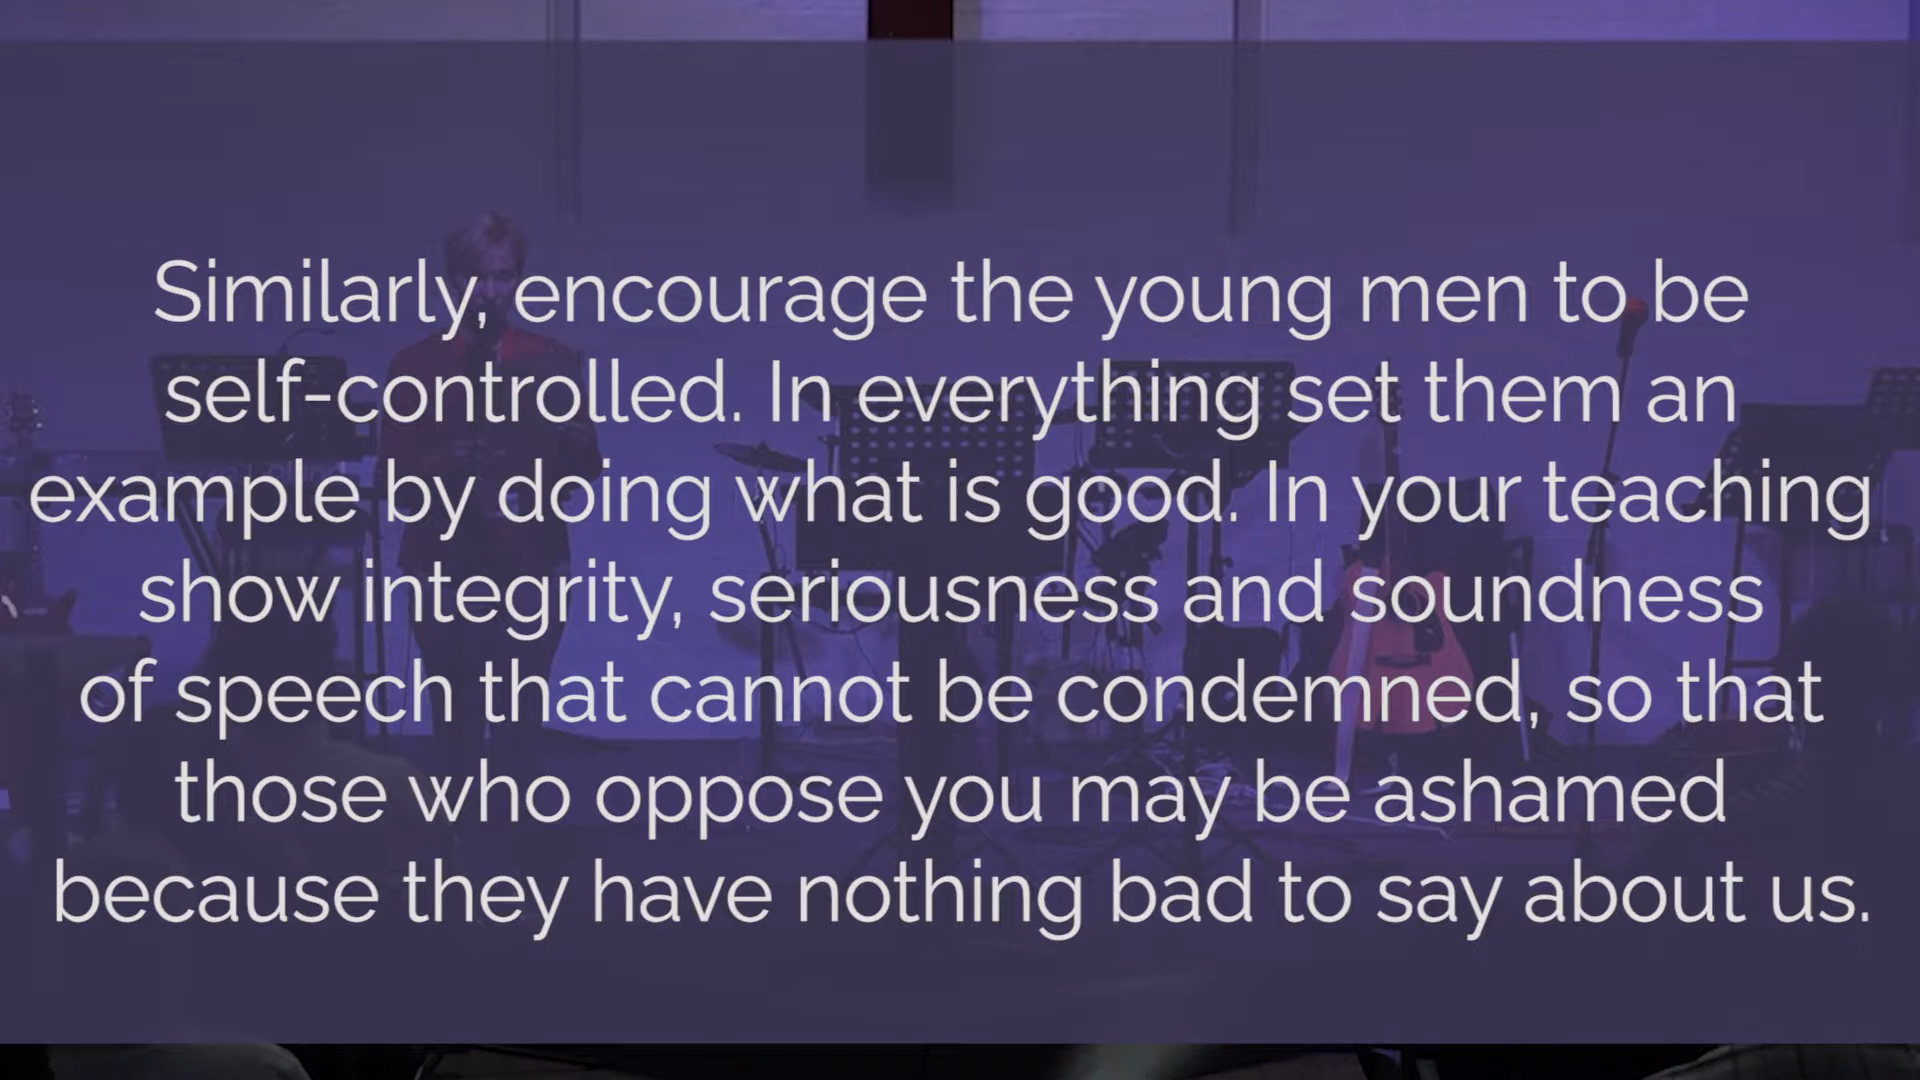 Similarly, encourage the young men to be
self-controlled. In everything set them an
example by doing what is good. In your teaching
show integrity, seriousness and soundness
of speech that cannot be condemned, so that
those who oppose you may be ashamed
because they have nothing bad to say about us.